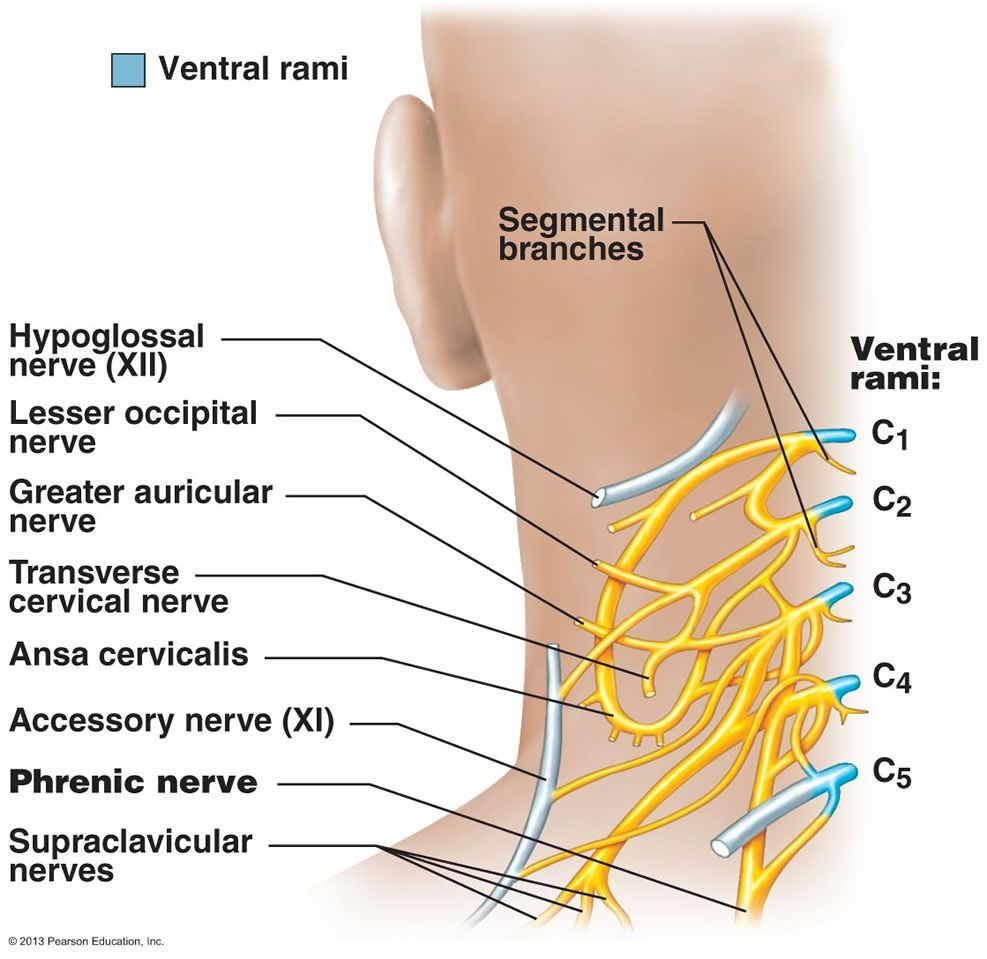 Ventral rami
Segmental
branches
Hypoglossal
nerve (XII)
Lesser occipital
nerve
Greater auricular
nerve
Transverse
cervical nerve
Ansa cervicalis
Accessory nerve (XI)
Phrenic nerve
Supraclavicular
nerves
Ventral
rami:
C1
C2
C3
C4
C5
© 2013 Pearson Education, Inc.